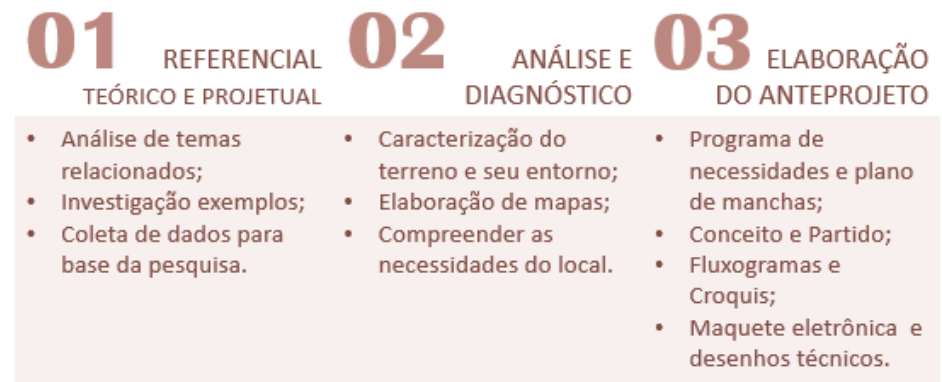 01 REFERENCIAL
TEÓRICO E PROJETUAL
• Análise de temas
relacionados;
• Investigação exemplos;
• Coleta de dados para
base da pesquisa.
02 ANÁLISE E
DIAGNÓSTICO
• Caracterização do
terreno e seu entorno;
• Elaboração de mapas;
• Compreender as
necessidades do local.
03 ELABORAÇÃO
DO ANTEPROJETO
• Programa de
necessidades e plano
de manchas;
• Conceito e Partido;
• Fluxogramas e
Croquis;
• Maquete eletrônica e
desenhos técnicos.